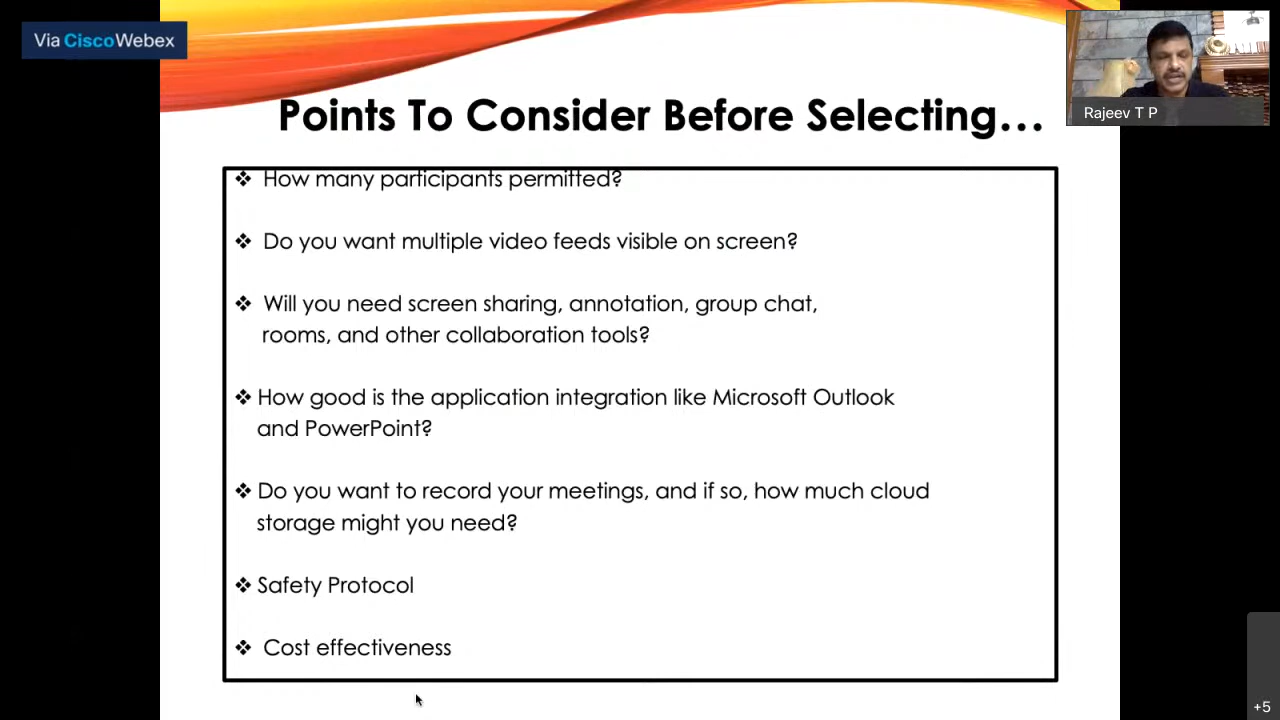 Via CiscoWebex
Rajeev T P
Points To Consider Before Selecting...
❖ How many participants permitted?
❖ Do you want multiple video feeds visible on screen?
❖ Will you need screen sharing, annotation, group chat,
rooms, and other collaboration tools?
❖ How good is the application integration like Microsoft Outlook
and PowerPoint?
❖ Do you want to record your meetings, and if so, how much cloud
storage might you need?
❖ Safety Protocol
❖ Cost effectiveness
+5